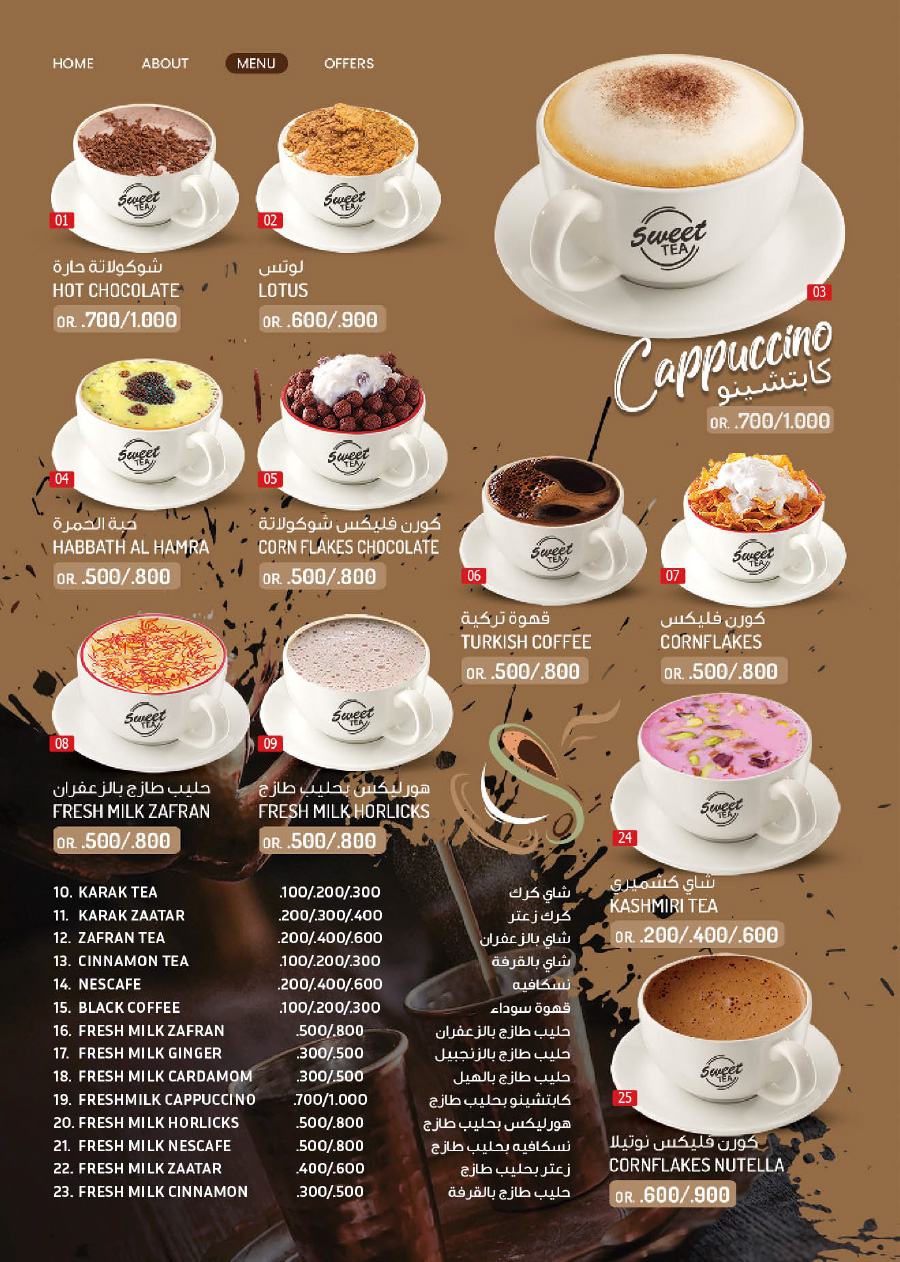 HOME ABOUT MENU OFFERS
Sweet TEA
01
شوكولاتة حارة
HOT CHOCOLATE
OR. .700/1.000
Sweet TEA
02
لوتس
LOTUS
OR. .600/.900
Sweet
TEA
03
Cappuccino
كابتشينو
OR. .700/1.000
Sweet TEA
04
حبة الحمرة
HABBATH AL HAMRA
OR. .500/.800
Sweet TEA
05
كورن فليكس شوكولاتة
CORN FLAKES CHOCOLATE
OR. .500/.800
Sweet TEA
06
قهوة تركية
TURKISH COFFEE
OR. .500/.800
Sweet TEA
07
كورن فليكس
CORNFLAKES
OR. .500/.800
Sweet TEA
08
حليب طازج بالزعفران
FRESH MILK ZAFRAN
OR. .500/.800
Sweet TEA
09
هورليكس بحليب طازج
FRESH MILK HORLICKS
OR. .500/.800
Sweet TEA
24
شاي كشميري
KASHMIRI TEA
OR. .200/.400/.600
10. KARAK TEA .100/.200/.300 شاي كرك
11. KARAK ZAATAR .200/.300/.400 كرك زعتر
12. ZAFRAN TEA .200/.400/.600 شاي بالزعفران
13. CINNAMON TEA .100/.200/.300 شاي بالقرفة
14. NESCAFE .200/.400/.600 نسكافيه
15. BLACK COFFEE .100/.200/.300 قهوة سوداء
16. FRESH MILK ZAFRAN .500/.800 حليب طازج بالزعفران
17. FRESH MILK GINGER .300/.500 حليب طازج بالزنجبيل
18. FRESH MILK CARDAMOM .300/.500 حليب طازج بالهيل
19. FRESHMILK CAPPUCCINO .700/1.000 كابتشينو بحليب طازج
20. FRESH MILK HORLICKS .500/.800 هورليكس بحليب طازج
21. FRESH MILK NESCAFE .500/.800 نسكافيه بحليب طازج
22. FRESH MILK ZAATAR .400/.600 زعتر بحليب طازج
23. FRESH MILK CINNAMON .300/.500 حليب طازج بالقرفة
Sweet TEA
25
كورن فليكس نوتيلا
CORNFLAKES NUTELLA
OR. .600/.900